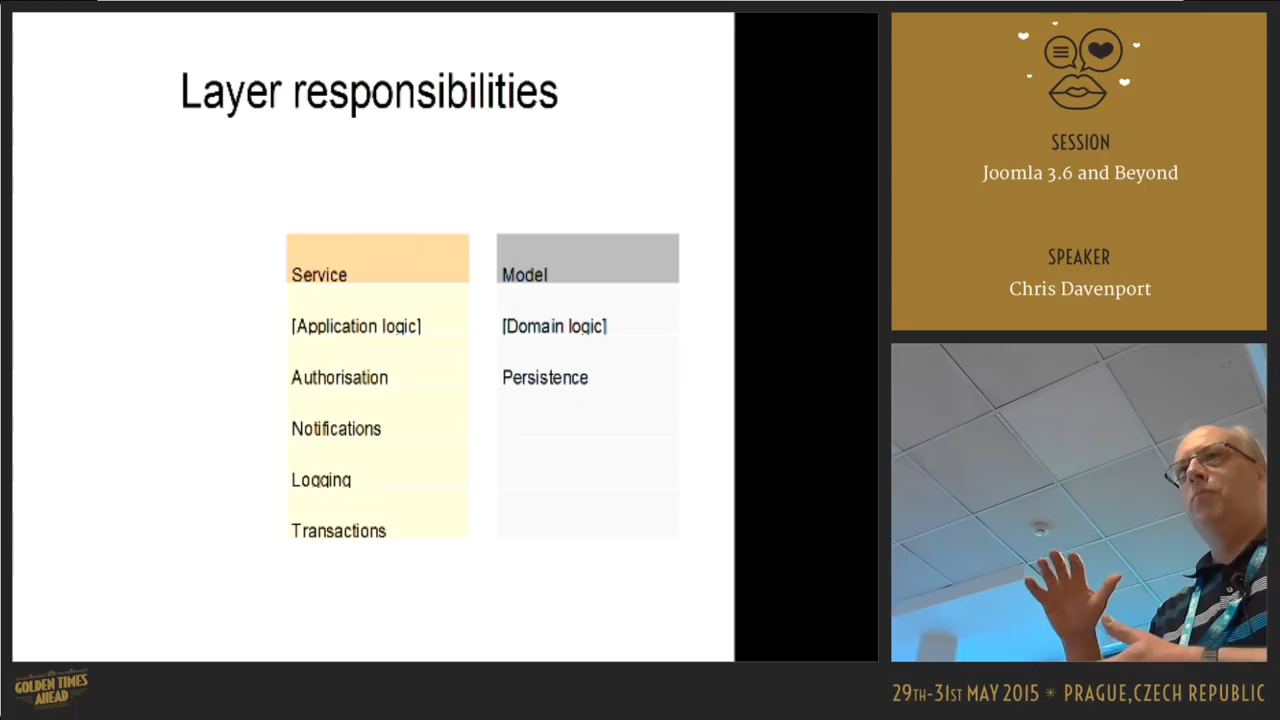 Layer responsibilities
Service
Model
[Application logic]
[Domain logic]
Authorisation
Persistence
Notifications
Logging
Transactions
SESSION
Joomla 3.6 and Beyond
SPEAKER
Chris Davenport
GOLDEN TIMES
AHEAD
29TH-31ST MAY 2015 * PRAGUE, CZECH REPUBLIC